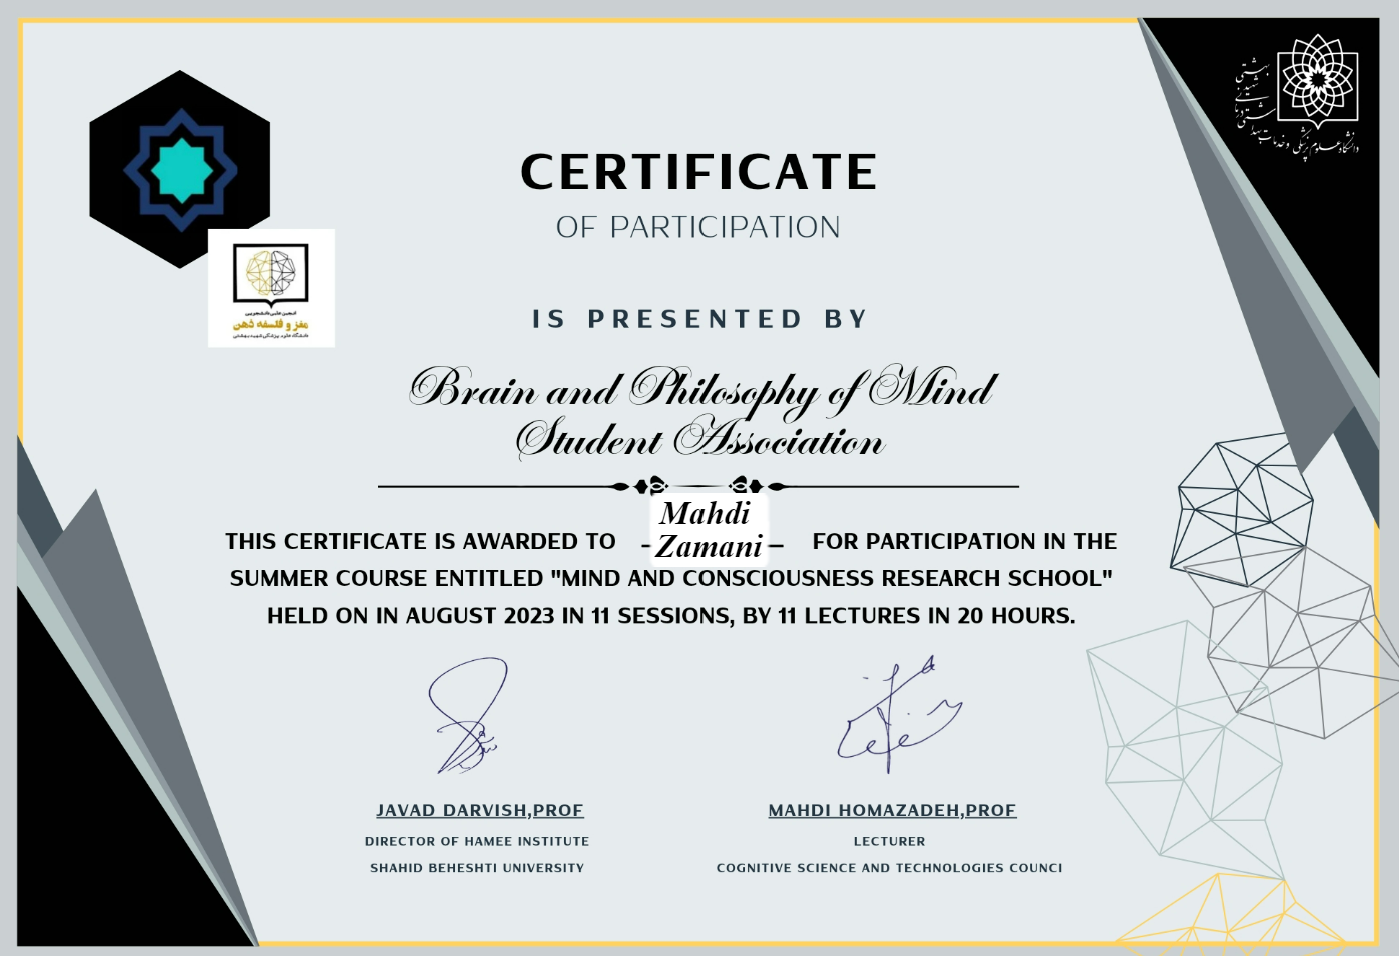 بهشتی
شهید
دانشگاه علوم پزشکی و خدمات بهداشتی درمانی
CERTIFICATE
OF PARTICIPATION
انجمن علمی دانشجویی
مغز و فلسفه ذهن
دانشگاه علوم پزشکی شهید بهشتی
IS PRESENTED BY
Brain and Philosophy of Mind
Student Association
THIS CERTIFICATE IS AWARDED TO Mahdi Zamani FOR PARTICIPATION IN THE
SUMMER COURSE ENTITLED "MIND AND CONSCIOUSNESS RESEARCH SCHOOL"
HELD ON IN AUGUST 2023 IN 11 SESSIONS, BY 11 LECTURES IN 20 HOURS.
JAVAD DARVISH,PROF
DIRECTOR OF HAMEE INSTITUTE
SHAHID BEHESHTI UNIVERSITY
MAHDI HOMAZADEH,PROF
LECTURER
COGNITIVE SCIENCE AND TECHNOLOGIES COUNCI